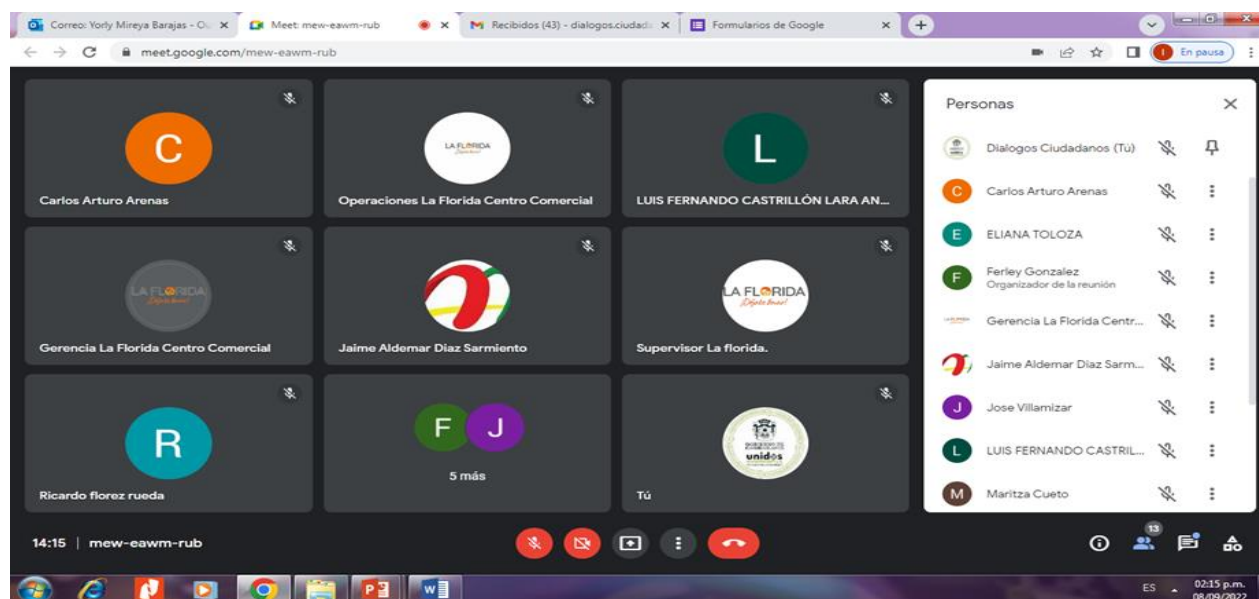 Correo: Yorly Mireya Barajas - Ou
Meet: mew-eawm-rub
Recibidos (43) - dialogos.ciudada
Formularios de Google
meet.google.com/mew-eawm-rub
En pausa
C
Carlos Arturo Arenas
LA FLORIDA
Operaciones La Florida Centro Comercial
L
LUIS FERNANDO CASTRILLÓN LARA AN...
LA FLORIDA
¡Déjate llevar!
Gerencia La Florida Centro Comercial
Jaime Aldemar Diaz Sarmiento
LA FLORIDA
¡Déjate llevar!
Supervisor La florida.
R
Ricardo florez rueda
F J
5 más
unidos
Tú
Personas
Dialogos Ciudadanos (Tú)
C
Carlos Arturo Arenas
E
ELIANA TOLOZA
F
Ferley Gonzalez
Organizador de la reunión
Gerencia La Florida Centr...
Jaime Aldemar Diaz Sarm...
J
Jose Villamizar
L
LUIS FERNANDO CASTRIL...
M
Maritza Cueto
14:15 | mew-eawm-rub
13
ES
02:15 p.m.
08/09/2022